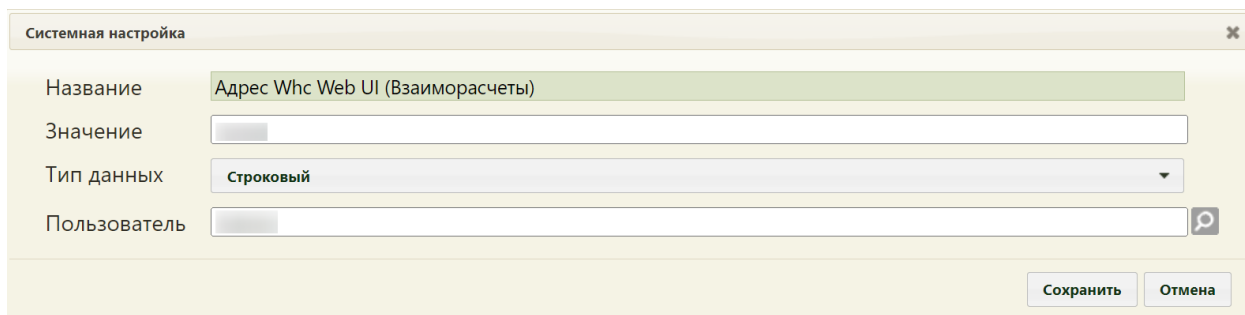 Системная настройка
Название Адрес Whc Web UI (Взаиморасчеты)
Значение
Тип данных Строковый
Пользователь
Сохранить Отмена